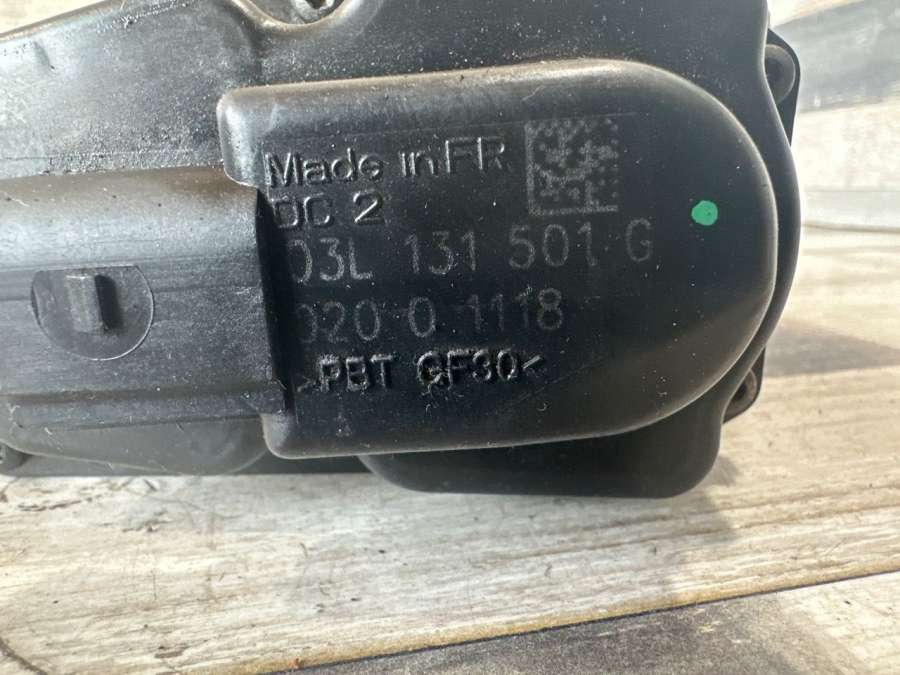 Made in FR
DC 2
03L 131 501 G
020 0 1118
>PBT GF30<